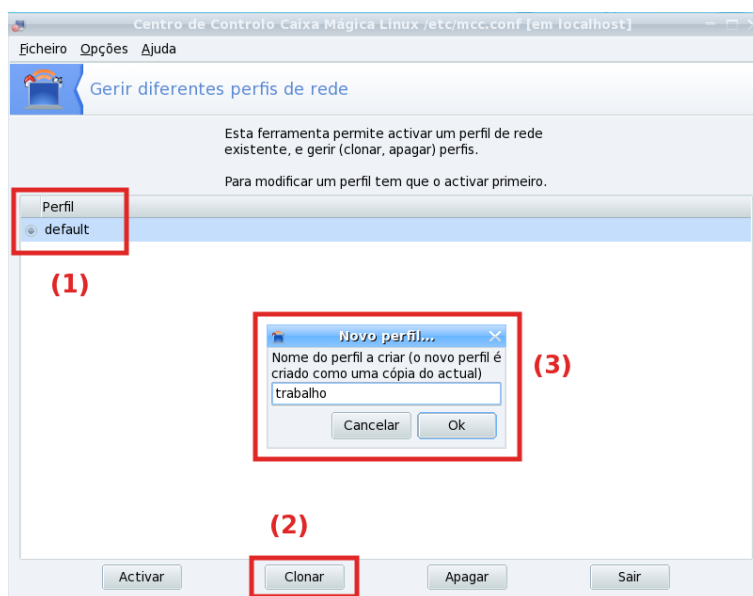 Centro de Controlo Caixa Mágica Linux /etc/mcc.conf [em localhost]
Ficheiro Opções Ajuda
Gerir diferentes perfis de rede
Esta ferramenta permite activar um perfil de rede
existente, e gerir (clonar, apagar) perfis.
Para modificar um perfil tem que o activar primeiro.
Perfil
default
(1)
Novo perfil...
Nome do perfil a criar (o novo perfil é
criado como uma cópia do actual)
(3)
trabalho
Cancelar Ok
(2)
Activar Clonar Apagar Sair